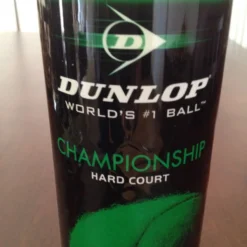 DUNLOP
WORLD'S #1 BALL™
CHAMPIONSHIP
HARD COURT